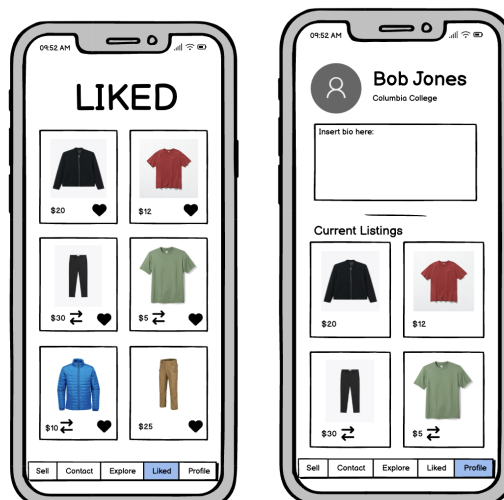 09:52 AM
LIKED
$20
$12
$30
$5
$10
$25
Sell Contact Explore Liked Profile
09:52 AM
Bob Jones
Columbia College
Insert bio here:
Current Listings
$20
$12
$30
$5
Sell Contact Explore Liked Profile